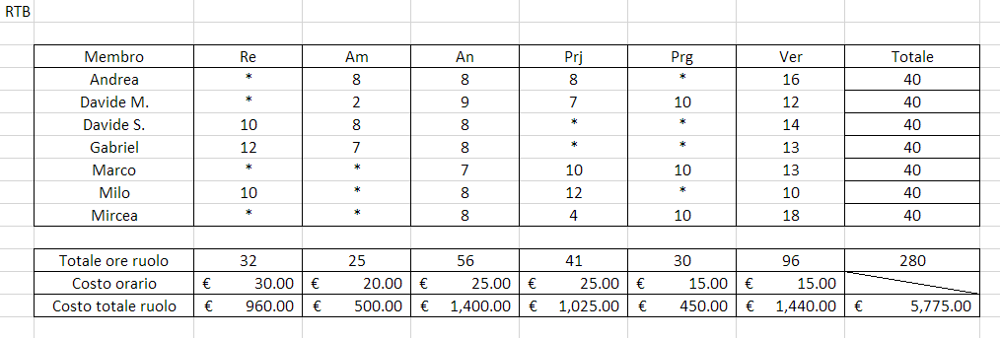 RTB
Membro Re Am An Prj Prg Ver Totale
Andrea * 8 8 8 * 16 40
Davide M. * 2 9 7 10 12 40
Davide S. 10 8 8 * * 14 40
Gabriel 12 7 8 * * 13 40
Marco * * 7 10 10 13 40
Milo 10 * 8 12 * 10 40
Mircea * * 8 4 10 18 40
Totale ore ruolo 32 25 56 41 30 96 280
Costo orario € 30.00 € 20.00 € 25.00 € 25.00 € 15.00 € 15.00
Costo totale ruolo € 960.00 € 500.00 € 1,400.00 € 1,025.00 € 450.00 € 1,440.00 € 5,775.00